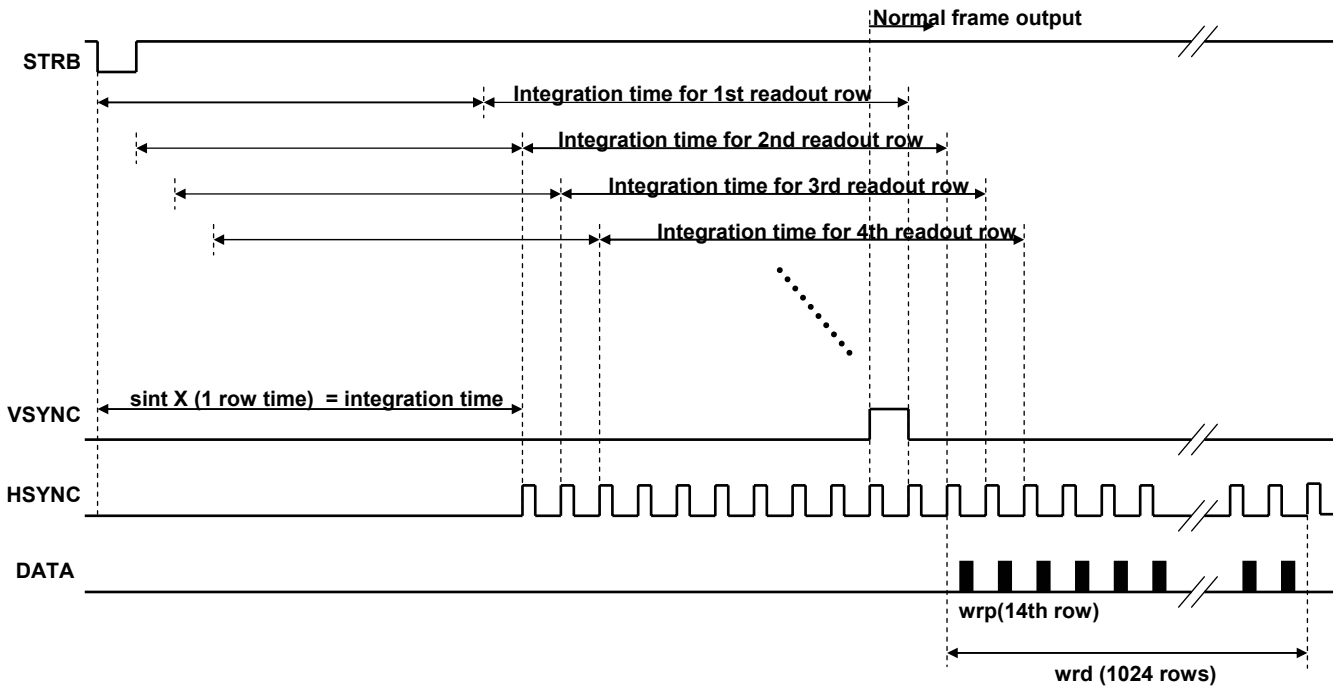 Normal frame output
STRB
Integration time for 1st readout row
Integration time for 2nd readout row
Integration time for 3rd readout row
Integration time for 4th readout row
sint X (1 row time) = integration time
VSYNC
HSYNC
DATA
wrp(14th row)
wrd (1024 rows)